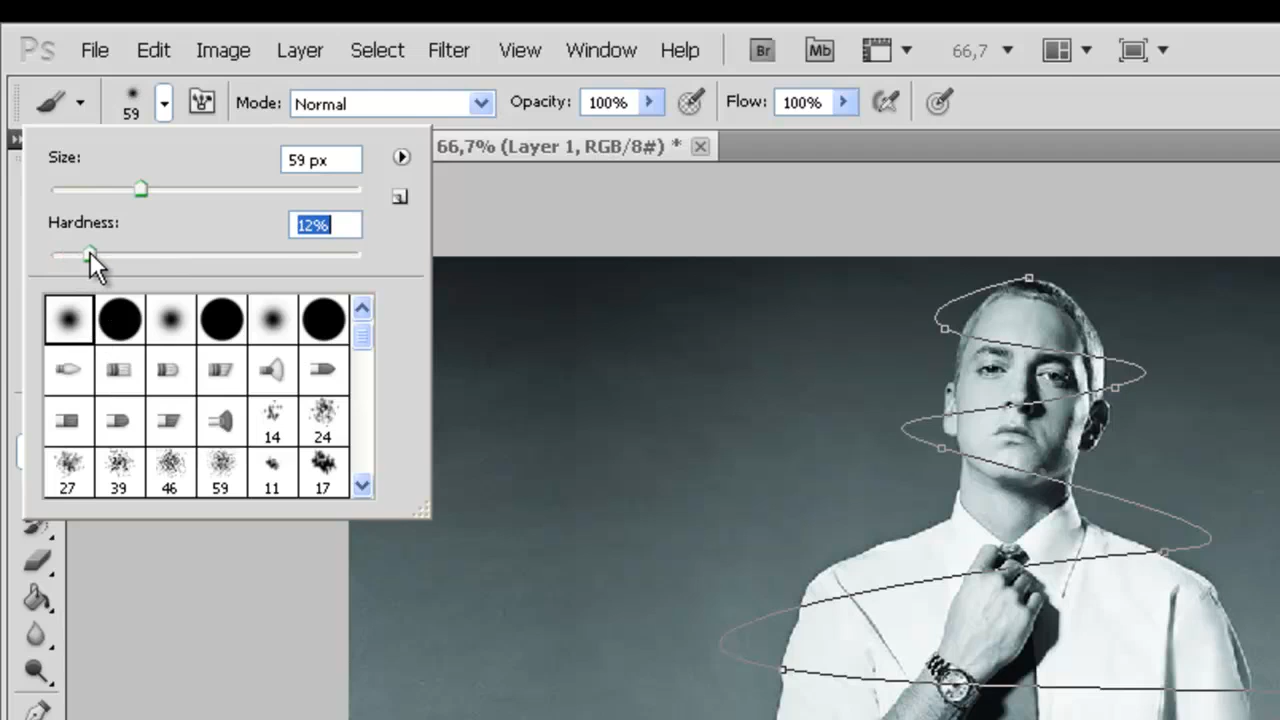 Ps File Edit Image Layer Select Filter View Window Help Br Mb 66,7
59 Mode: Normal Opacity: 100% Flow: 100%
66,7% (Layer 1, RGB/8#) *
Size: 59 px
Hardness: 12%
14 24
27 39 46 59 11 17